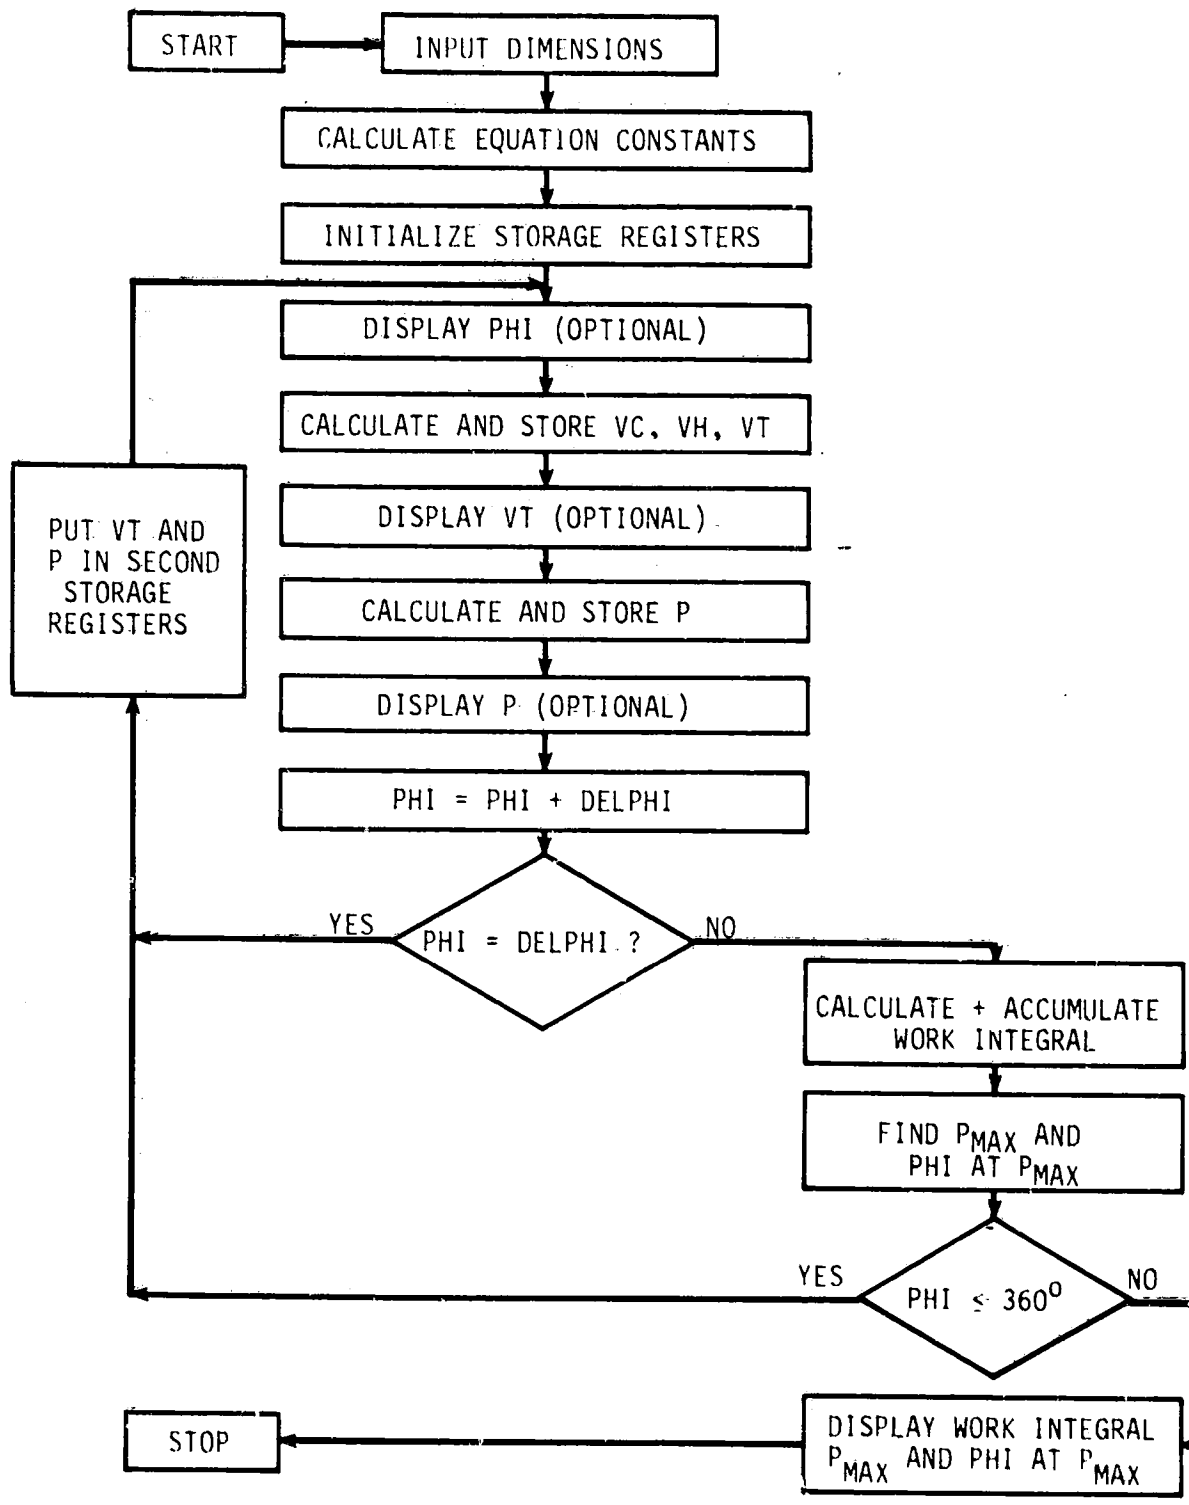 START
INPUT DIMENSIONS
CALCULATE EQUATION CONSTANTS
INITIALIZE STORAGE REGISTERS
DISPLAY PHI (OPTIONAL)
CALCULATE AND STORE VC, VH, VT
PUT VT AND
P IN SECOND
STORAGE
REGISTERS
DISPLAY VT (OPTIONAL)
CALCULATE AND STORE P
DISPLAY P (OPTIONAL)
PHI = PHI + DELPHI
YES
PHI = DELPHI ?
NO
CALCULATE + ACCUMULATE
WORK INTEGRAL
FIND PMAX AND
PHI AT PMAX
YES
PHI ≤ 360º
NO
DISPLAY WORK INTEGRAL
PMAX AND PHI AT PMAX
STOP